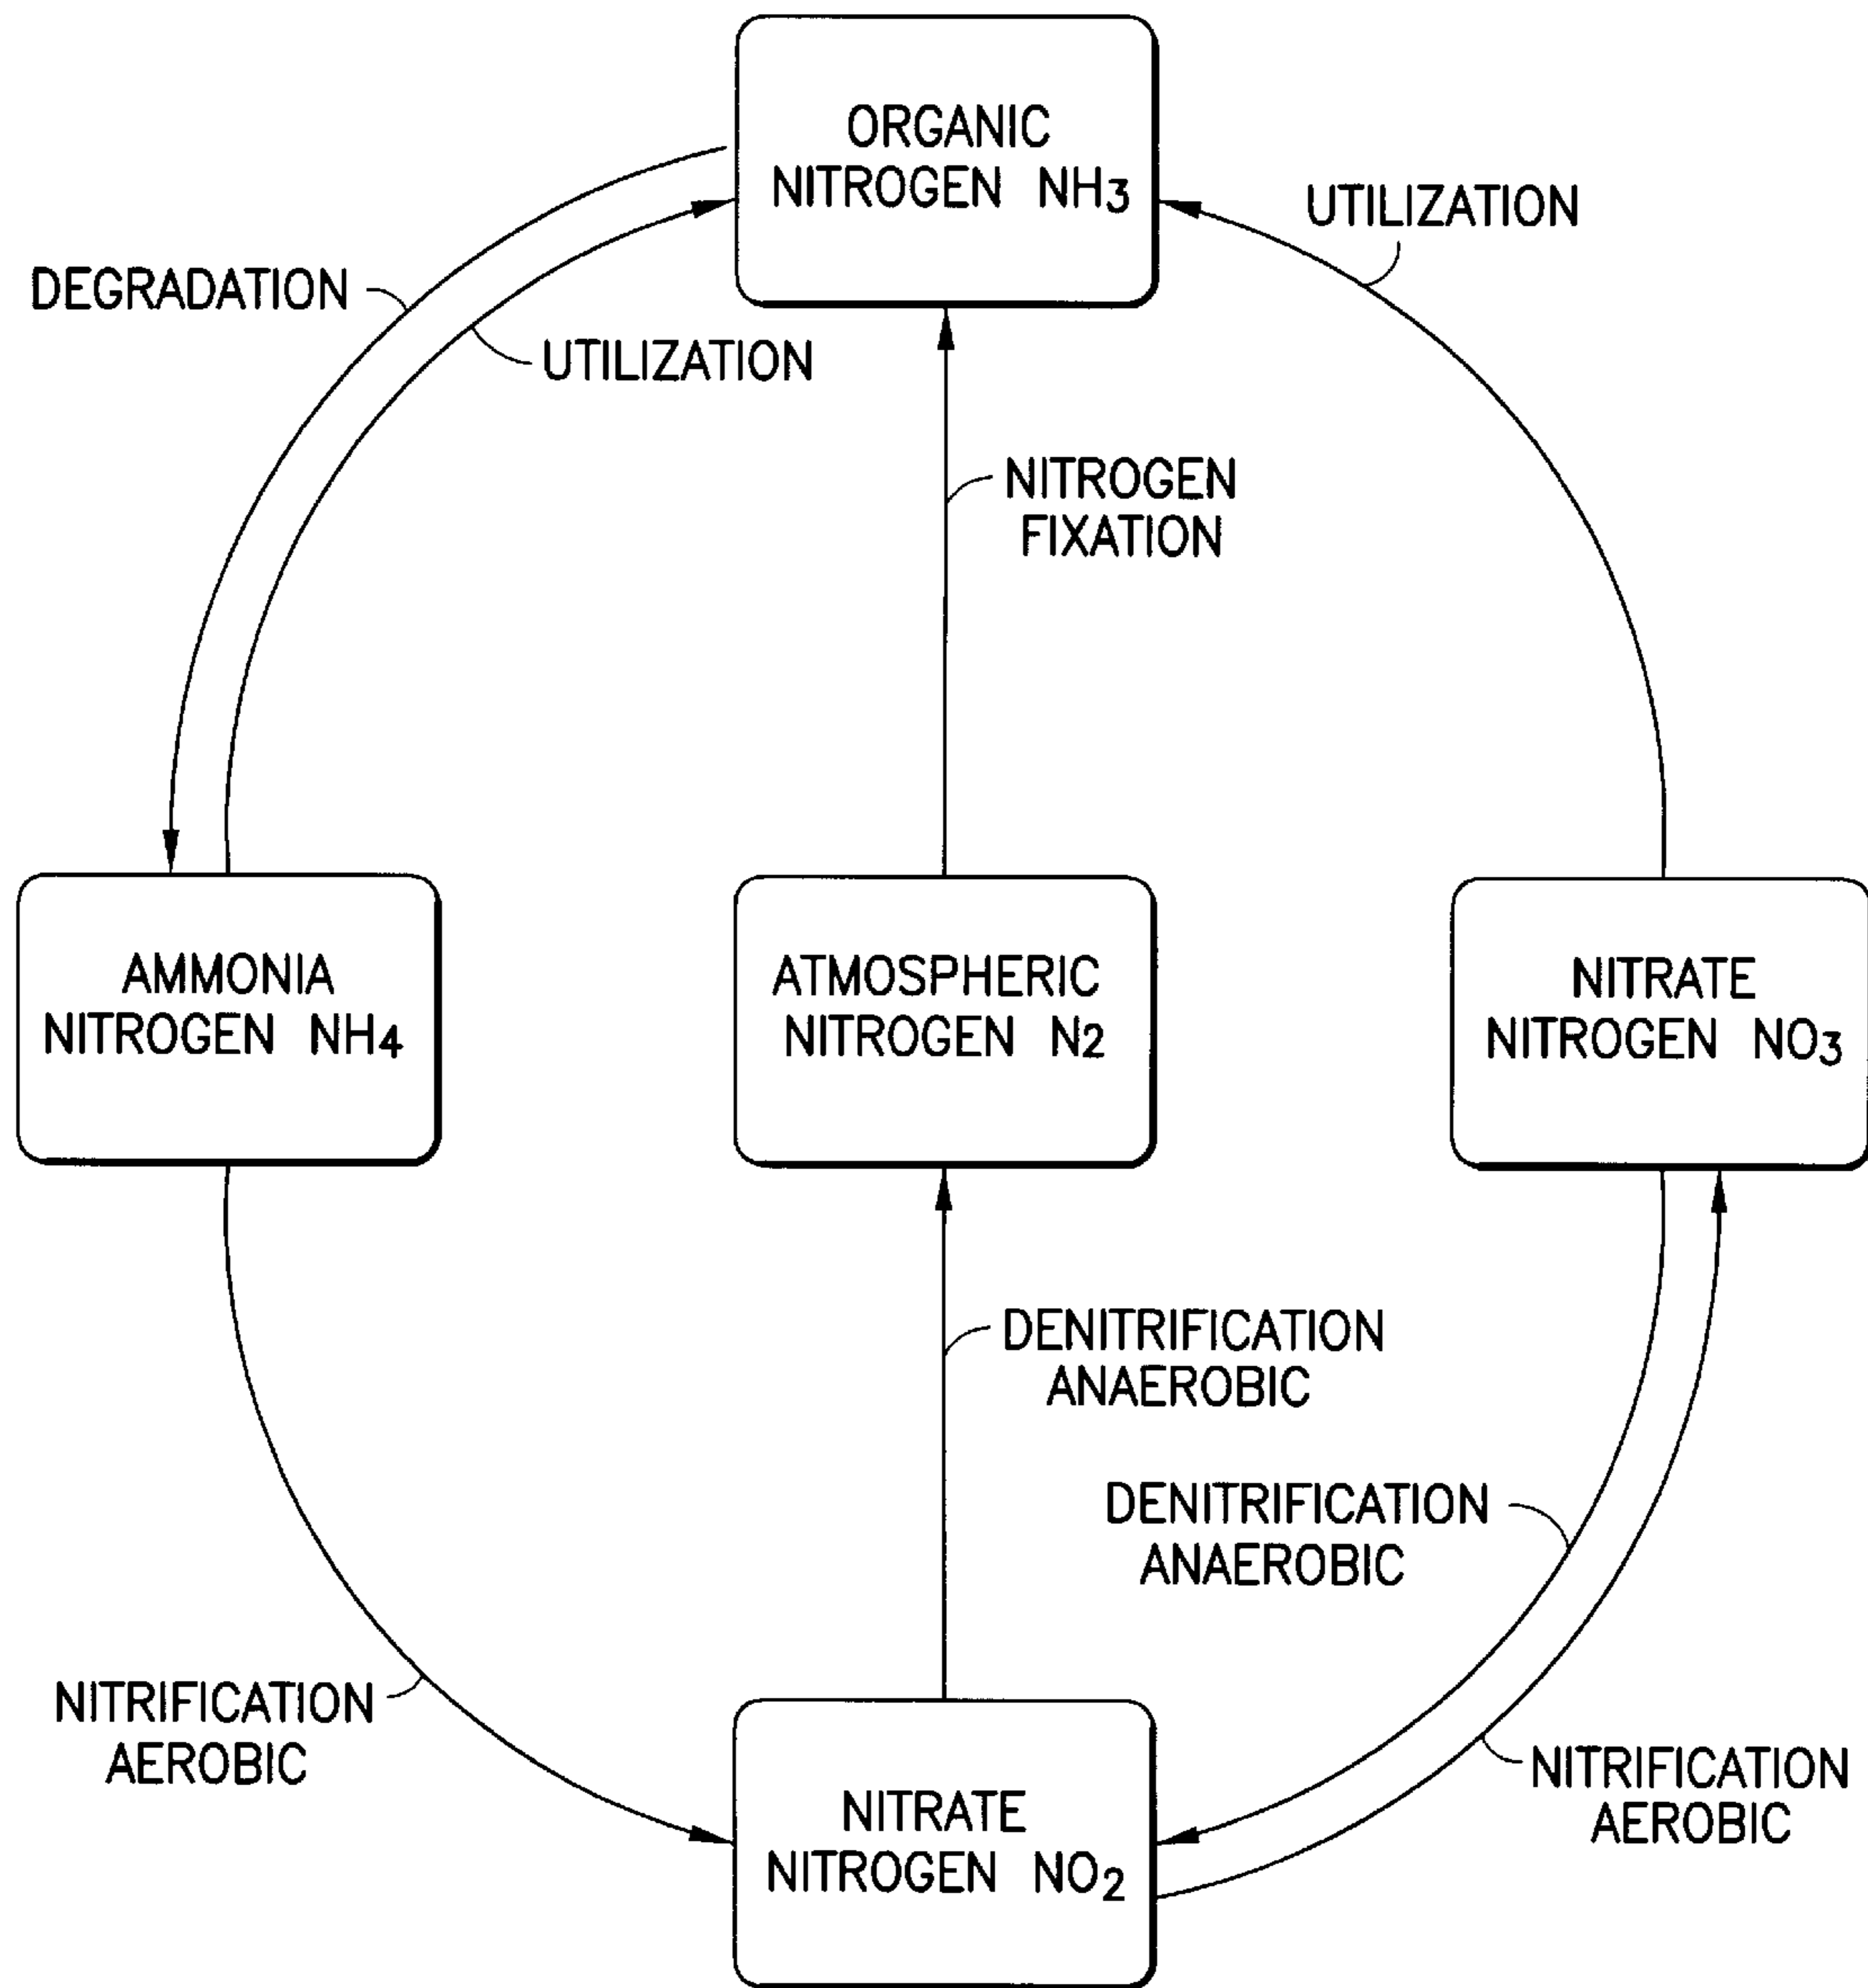 ORGANIC
NITROGEN NH₃
UTILIZATION
DEGRADATION
UTILIZATION
NITROGEN
FIXATION
AMMONIA
NITROGEN NH₄
ATMOSPHERIC
NITROGEN N₂
NITRATE
NITROGEN NO₃
DENITRIFICATION
ANAEROBIC
DENITRIFICATION
ANAEROBIC
NITRIFICATION
AEROBIC
NITRIFICATION
AEROBIC
NITRATE
NITROGEN NO₂